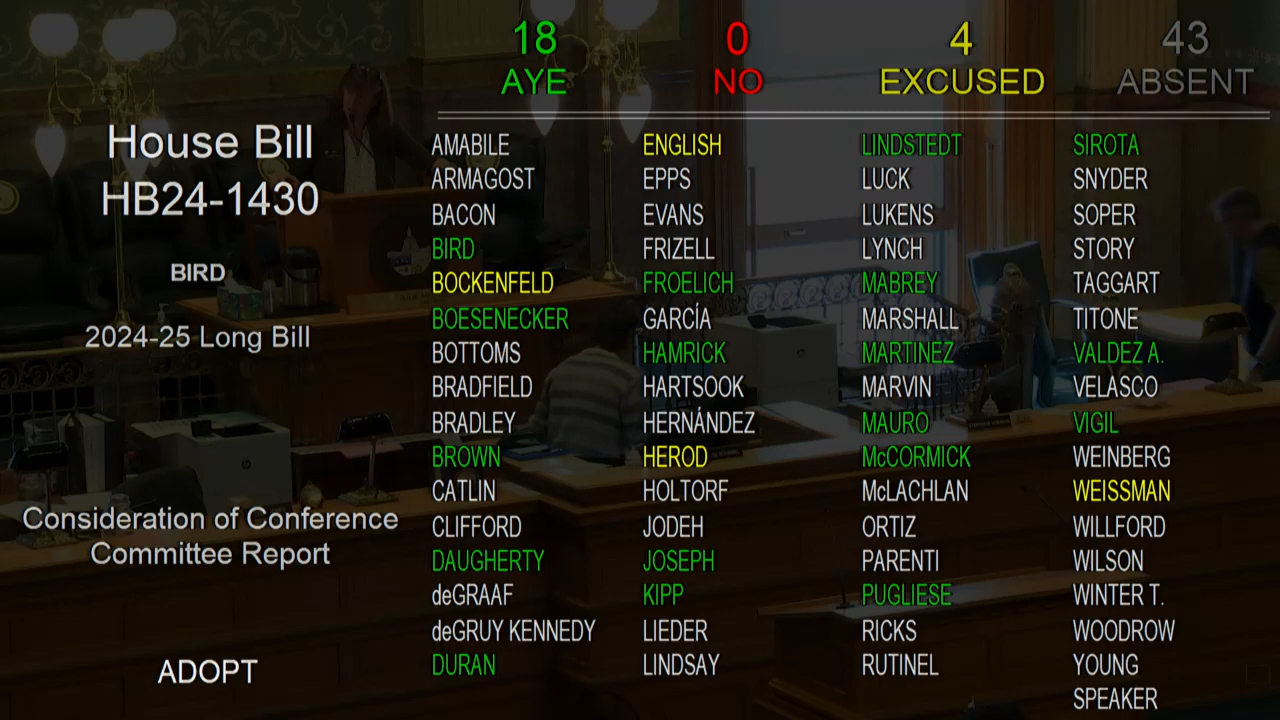 18
AYE
0
NO
4
EXCUSED
43
ABSENT
House Bill
HB24-1430
BIRD
2024-25 Long Bill
Consideration of Conference
Committee Report
ADOPT
AMABILE
ARMAGOST
BACON
BIRD
BOCKENFELD
BOESENECKER
BOTTOMS
BRADFIELD
BRADLEY
BROWN
CATLIN
CLIFFORD
DAUGHERTY
deGRAAF
deGRUY KENNEDY
DURAN
ENGLISH
EPPS
EVANS
FRIZELL
FROELICH
GARCÍA
HAMRICK
HARTSOOK
HERNÁNDEZ
HEROD
HOLTORF
JODEH
JOSEPH
KIPP
LIEDER
LINDSAY
LINDSTEDT
LUCK
LUKENS
LYNCH
MABREY
MARSHALL
MARTINEZ
MARVIN
MAURO
McCORMICK
McLACHLAN
ORTIZ
PARENTI
PUGLIESE
RICKS
RUTINEL
SIROTA
SNYDER
SOPER
STORY
TAGGART
TITONE
VALDEZ A.
VELASCO
VIGIL
WEINBERG
WEISSMAN
WILLFORD
WILSON
WINTER T.
WOODROW
YOUNG
SPEAKER